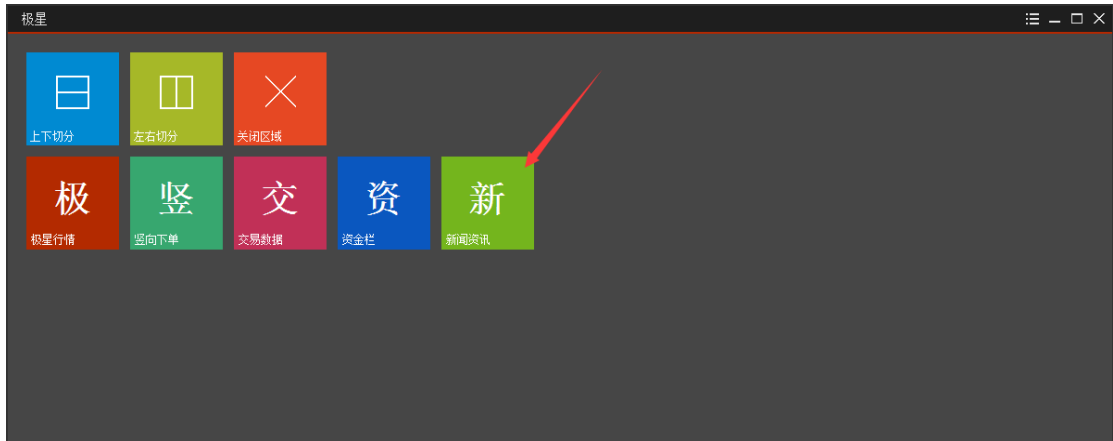 极星
上下切分
左右切分
关闭区域
极
竖
交
资
新
极星行情
竖向下单
交易数据
资金栏
新闻资讯